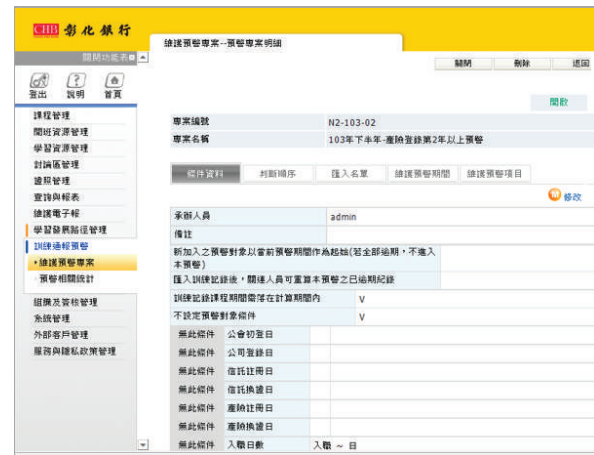 CHB 彰化銀行
關閉功能表
登出 說明 首頁
課程管理
開班資源管理
學習資源管理
討論區管理
證照管理
查詢與報表
維護電子報
學習發展路徑管理
訓練通報預警
維護預警專案
預警相關統計
組織及簽核管理
系統管理
外部客戶管理
服務與隱私政策管理
維護預警專案--預警專案明細
關閉 刪除 返回
開啟
專案編號 N2-103-02
專案名稱 103年下半年-產險登錄第2年以上預警
條件資料 判斷順序 匯入名單 維護預警期間 維護預警項目
修改
承辦人員 admin
備註
新加入之預警對象以當前預警期間作為起始(若全部逾期，不進入
本預警)
匯入訓練記錄後，關連人員可重算本預警之已逾期紀錄
訓練記錄課程期間需落在計算期間內 V
不設定預警對象條件 V
無此條件 公會初登日
無此條件 公司登錄日
無此條件 信託註冊日
無此條件 信託換證日
無此條件 產險註冊日
無此條件 產險換證日
無此條件 入職日數 入職 ~ 日